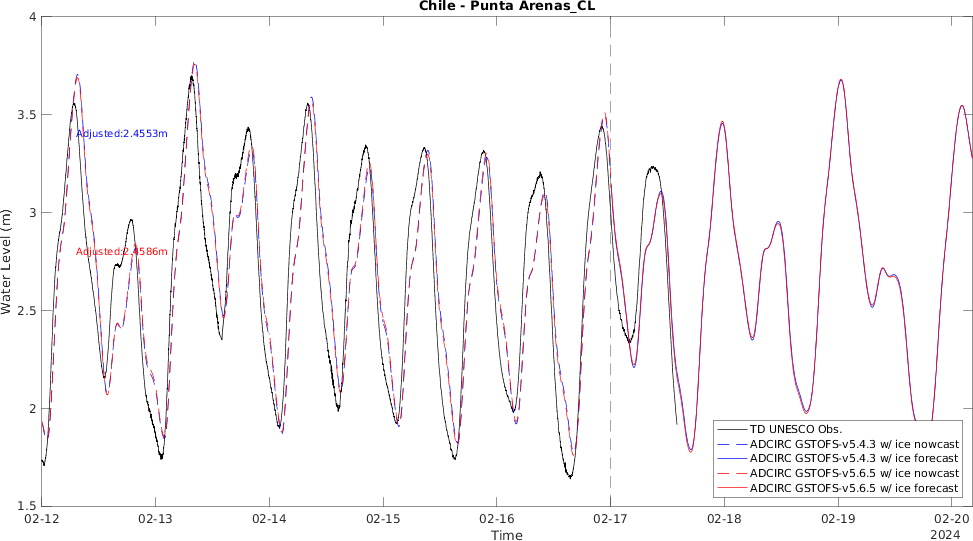 Chile - Punta Arenas_CL
4
3.5
3
2.5
2
1.5
Water Level (m)
Adjusted:2.4553m
Adjusted:2.4586m
TD UNESCO Obs.
ADCIRC GSTOFS-v5.4.3 w/ ice nowcast
ADCIRC GSTOFS-v5.4.3 w/ ice forecast
ADCIRC GSTOFS-v5.6.5 w/ ice nowcast
ADCIRC GSTOFS-v5.6.5 w/ ice forecast
02-12 02-13 02-14 02-15 02-16 02-17 02-18 02-19 02-20
Time
2024